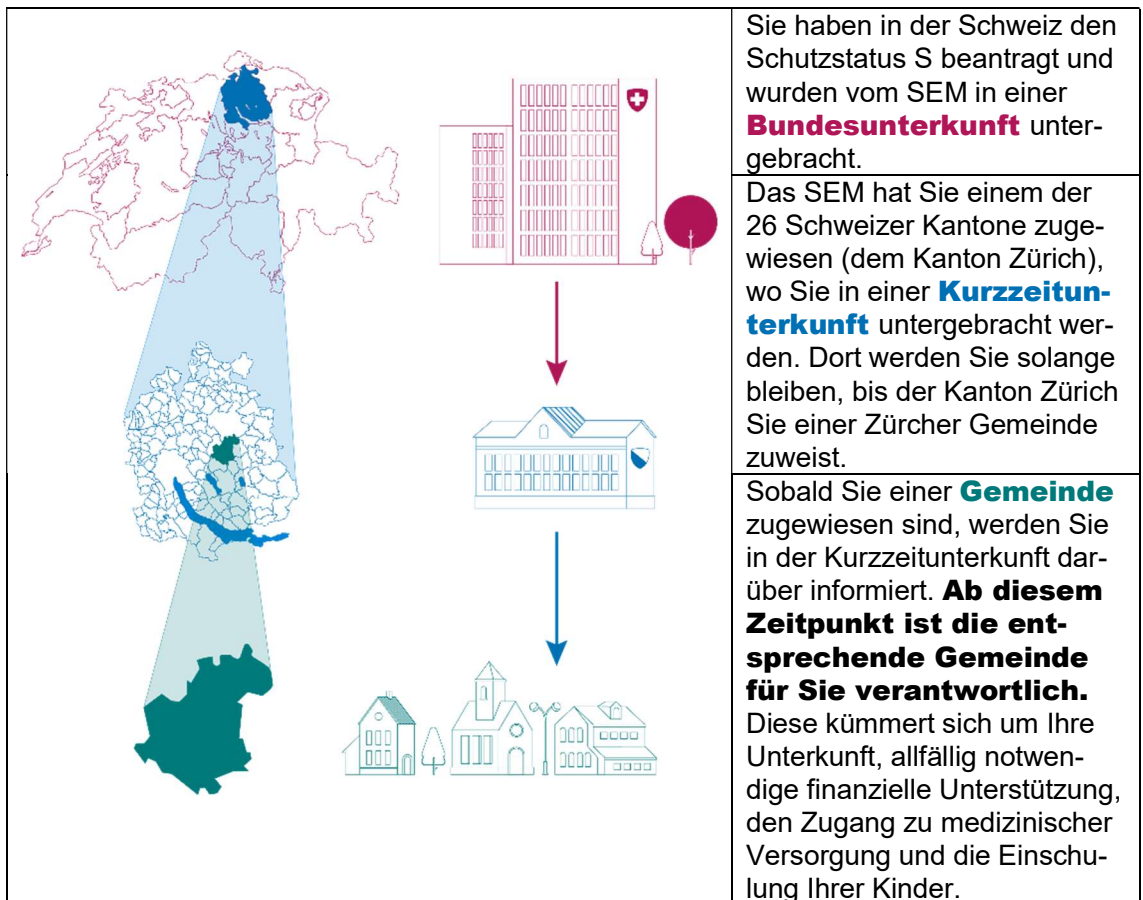 Sie haben in der Schweiz den
Schutzstatus S beantragt und
wurden vom SEM in einer
Bundesunterkunft unter-
gebracht.
Das SEM hat Sie einem der
26 Schweizer Kantone zuge-
wiesen (dem Kanton Zürich),
wo Sie in einer Kurzzeitun-
terkunft untergebracht wer-
den. Dort werden Sie solange
bleiben, bis der Kanton Zürich
Sie einer Zürcher Gemeinde
zuweist.
Sobald Sie einer Gemeinde
zugewiesen sind, werden Sie
in der Kurzzeitunterkunft dar-
über informiert. Ab diesem
Zeitpunkt ist die ent-
sprechende Gemeinde
für Sie verantwortlich.
Diese kümmert sich um Ihre
Unterkunft, allfällig notwen-
dige finanzielle Unterstützung,
den Zugang zu medizinischer
Versorgung und die Einschu-
lung Ihrer Kinder.